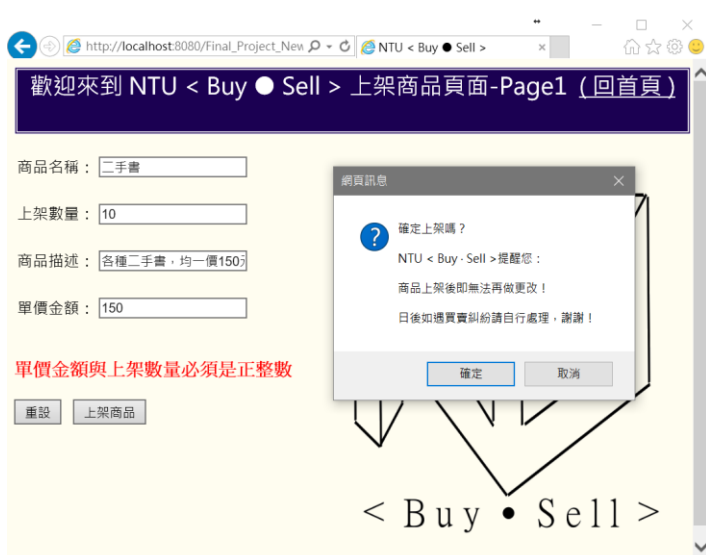 http://localhost:8080/Final_Project_New
NTU < Buy ● Sell >
歡迎來到 NTU < Buy ● Sell > 上架商品頁面-Page1 (回首頁)
商品名稱： 二手書
上架數量： 10
商品描述： 各種二手書，均一價150
單價金額： 150
單價金額與上架數量必須是正整數
重設 上架商品
網頁訊息
確定上架嗎？
NTU < Buy · Sell >提醒您：
商品上架後即無法再做更改！
日後如遇買賣糾紛請自行處理，謝謝！
確定 取消
< Buy • Sell >